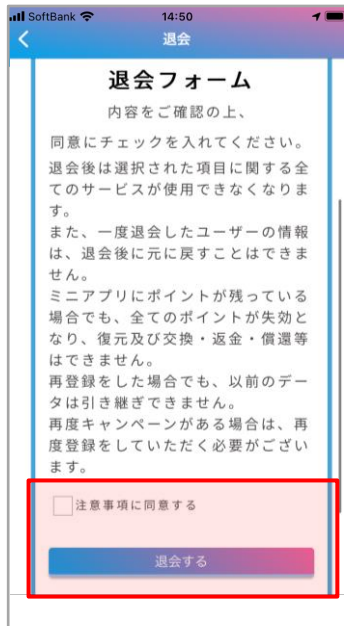 SoftBank 14:50
退会
退会フォーム
内容をご確認の上、
同意にチェックを入れてください。
退会後は選択された項目に関する全
てのサービスが使用できなくなりま
す。
また、一度退会したユーザーの情報
は、退会後に元に戻すことはできま
せん。
ミニアプリにポイントが残っている
場合でも、全てのポイントが失効と
なり、復元及び交換・返金・償還等
はできません。
再登録をした場合でも、以前のデー
タは引き継ぎできません。
再度キャンペーンがある場合は、再
度登録をしていただく必要がござい
ます。
注意事項に同意する
退会する